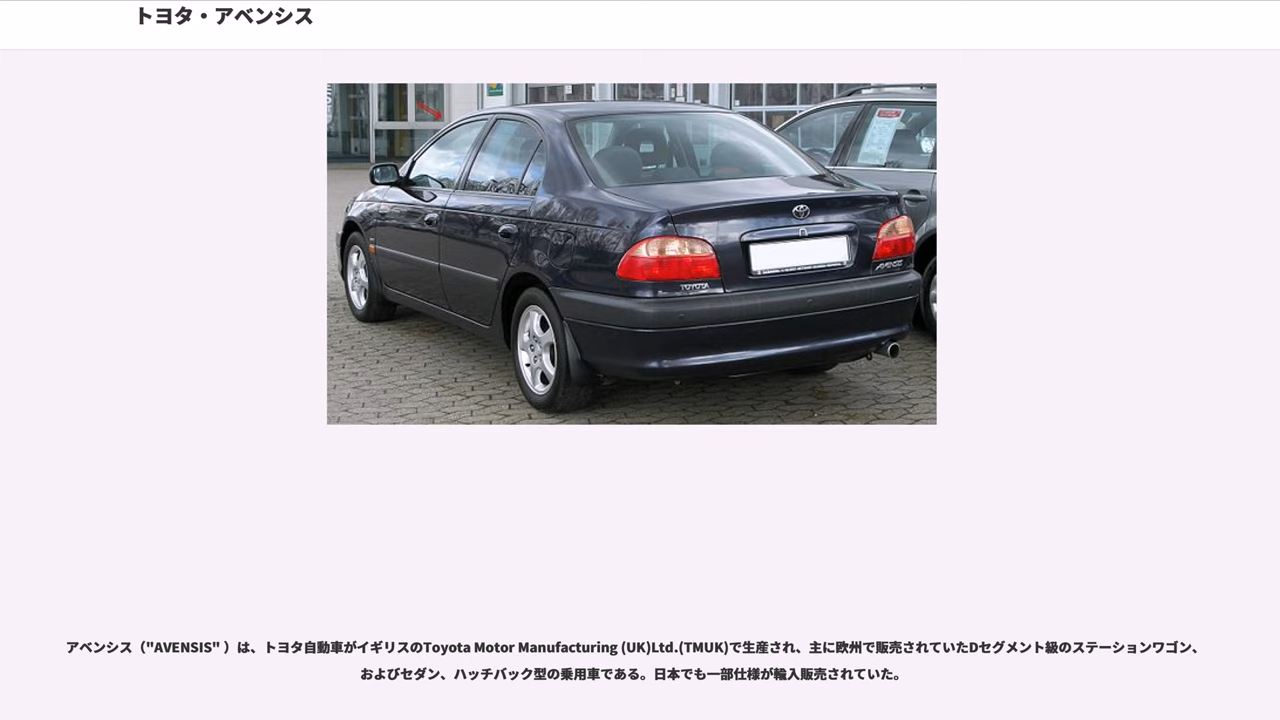 トヨタ・アベンシス
TOYOTA
AVENSIS
アベンシス（"AVENSIS" ）は、トヨタ自動車がイギリスのToyota Motor Manufacturing (UK)Ltd.(TMUK)で生産され、主に欧州で販売されていたDセグメント級のステーションワゴン、
およびセダン、ハッチバック型の乗用車である。日本でも一部仕様が輸入販売されていた。